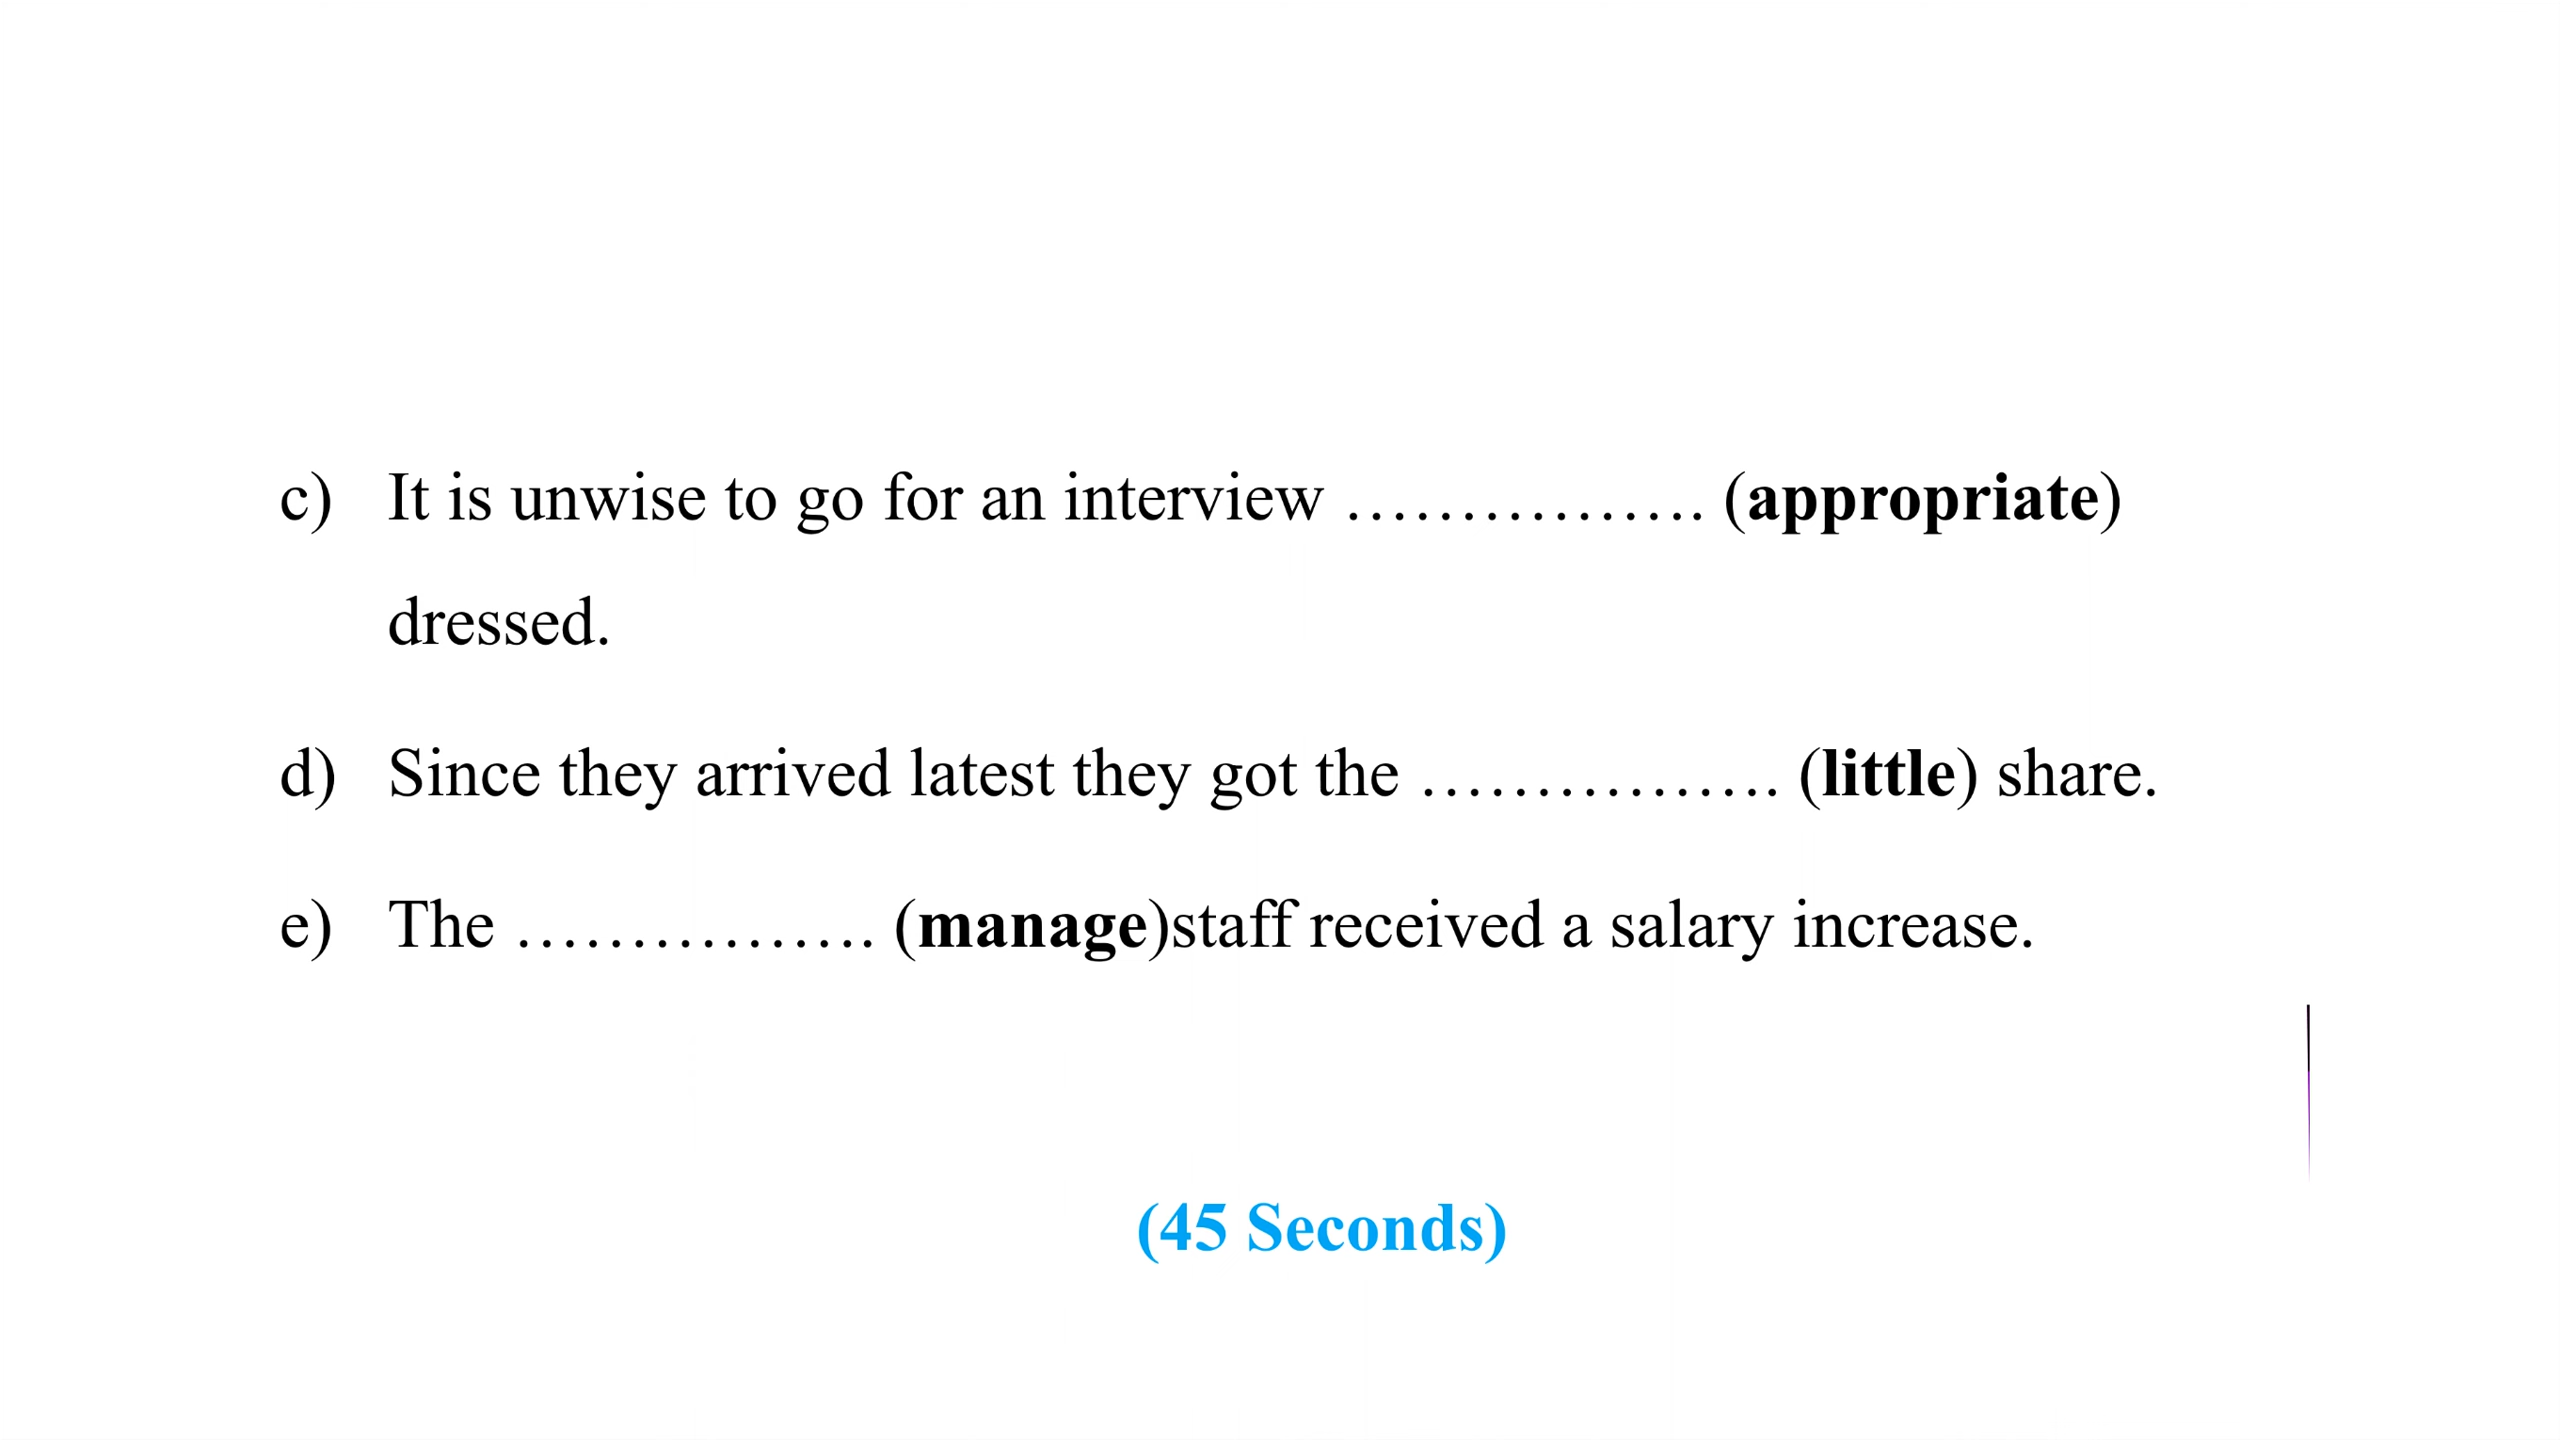 c) It is unwise to go for an interview ……………. (appropriate)
dressed.
d) Since they arrived latest they got the ……………. (little) share.
e) The ……………. (manage)staff received a salary increase.
(45 Seconds)